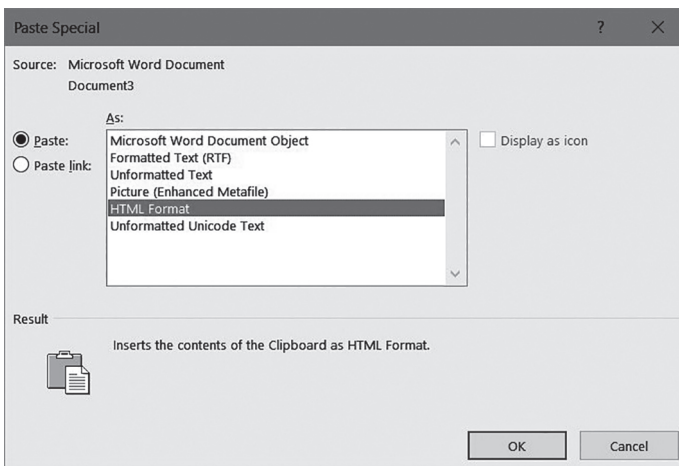 Paste Special ?
Source: Microsoft Word Document
Document3
As:
Paste:
Paste link:
Microsoft Word Document Object
Formatted Text (RTF)
Unformatted Text
Picture (Enhanced Metafile)
HTML Format
Unformatted Unicode Text
Display as icon
Result
Inserts the contents of the Clipboard as HTML Format.
OK Cancel